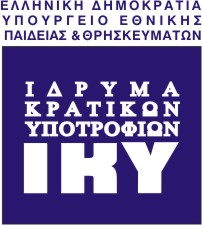 ΕΛΛΗΝΙΚΗ ΔΗΜΟΚΡΑΤΙΑ
ΥΠΟΥΡΓΕΙΟ ΕΘΝΙΚΗΣ
ΠΑΙΔΕΙΑΣ & ΘΡΗΣΚΕΥΜΑΤΩΝ
ΙΔΡΥΜΑ
ΚΡΑΤΙΚΩΝ
ΥΠΟΤΡΟΦΙΩΝ
ΙΚΥ